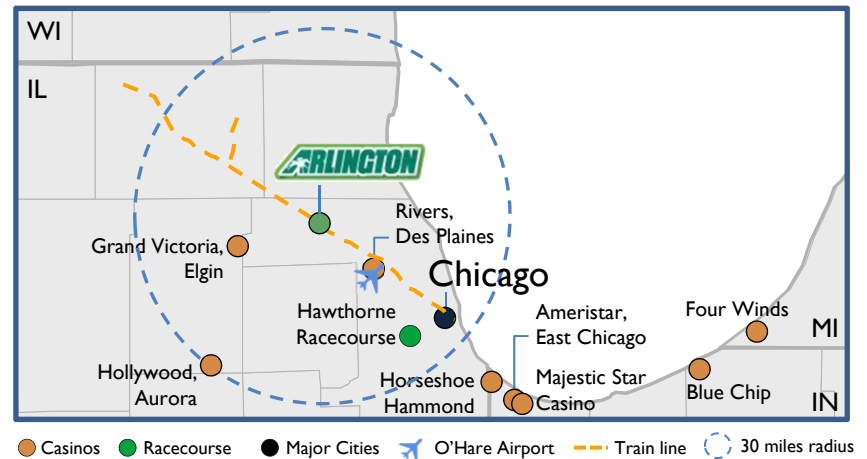 WI
IL
ARLINGTON
Rivers,
Des Plaines
Grand Victoria,
Elgin
Chicago
Hawthorne
Racecourse
Ameristar,
East Chicago
Four Winds
MI
Hollywood,
Aurora
Horseshoe
Hammond
Majestic Star
Casino
Blue Chip
IN
Casinos
Racecourse
Major Cities
O'Hare Airport
Train line
30 miles radius